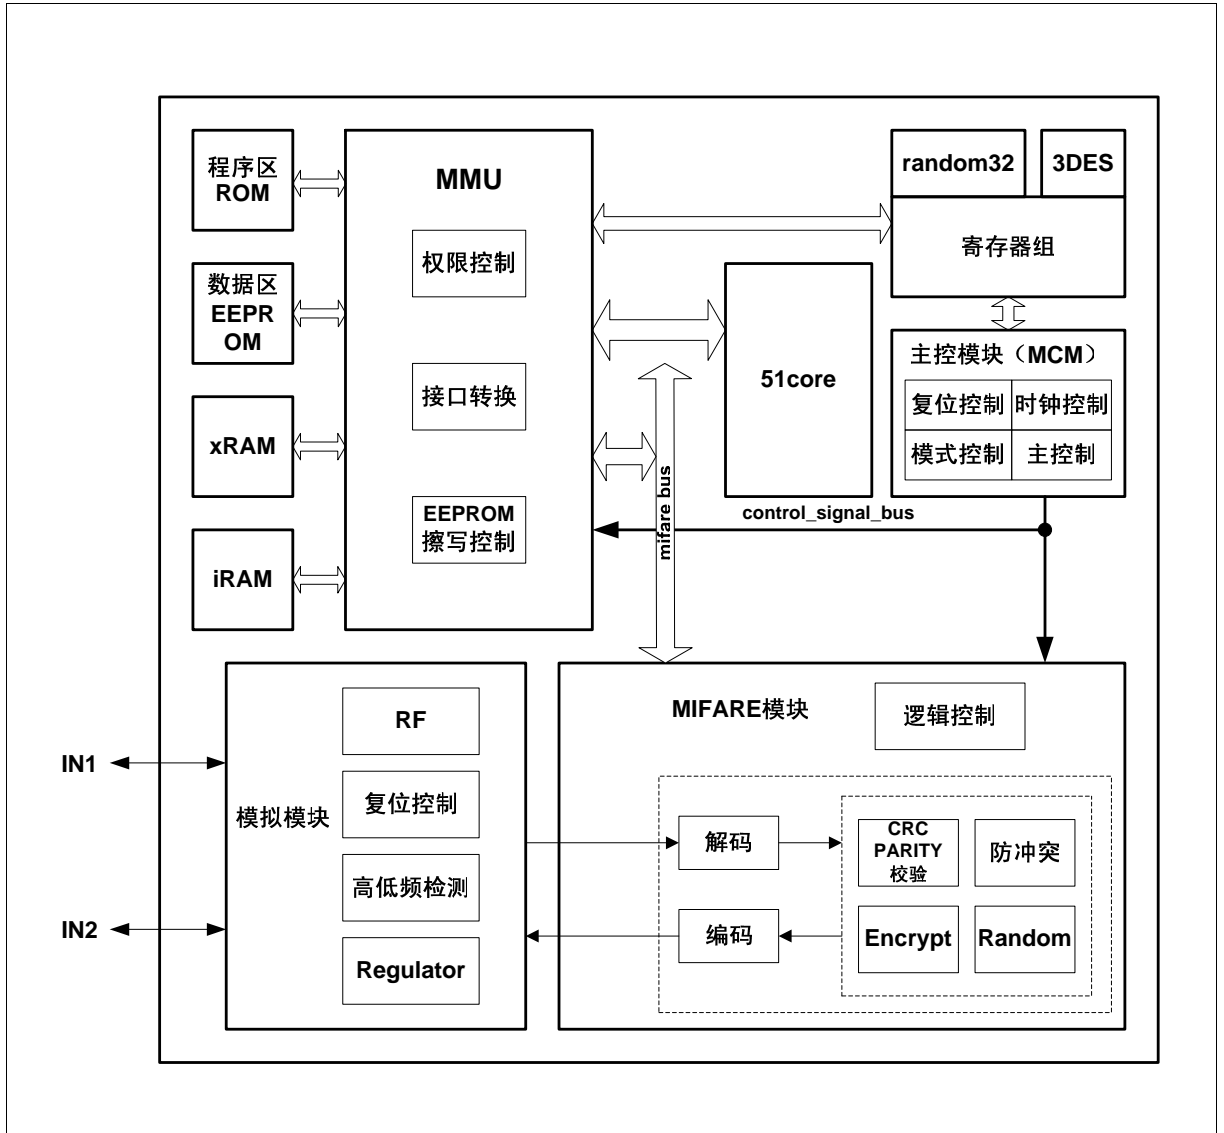 程序区
ROM
MMU
random32
3DES
寄存器组
权限控制
数据区
EEPR
OM
51core
主控模块（MCM）
复位控制
时钟控制
模式控制
主控制
接口转换
xRAM
mifare bus
EEPROM
擦写控制
control_signal_bus
iRAM
RF
MIFARE模块
逻辑控制
IN1
模拟模块
复位控制
高低频检测
Regulator
IN2
解码
编码
CRC
PARITY
校验
防冲突
Encrypt
Random